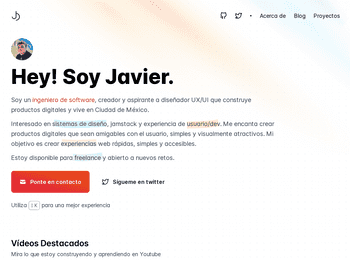 Acerca de Blog Proyectos
Hey! Soy Javier.
Soy un ingeniero de software, creador y aspirante a diseñador UX/UI que construye
productos digitales y vive en Ciudad de México.
Interesado en sistemas de diseño, jamstack y experiencia de usuario/dev. Me encanta crear
productos digitales que sean amigables con el usuario, simples y visualmente atractivos. Mi
objetivo es crear experiencias web rápidas, simples y accesibles.
Estoy disponible para freelance y abierto a nuevos retos.
Ponte en contacto Sígueme en twitter
Utiliza K para una mejor experiencia
Vídeos Destacados
Mira lo que estoy construyendo y aprendiendo en Youtube